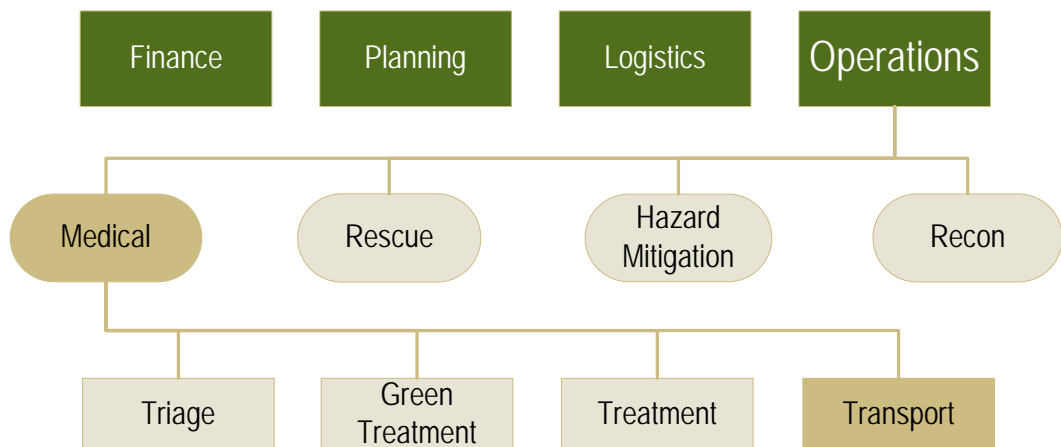 Finance
Planning
Logistics
Operations
Medical
Rescue
Hazard
Mitigation
Recon
Triage
Green
Treatment
Treatment
Transport